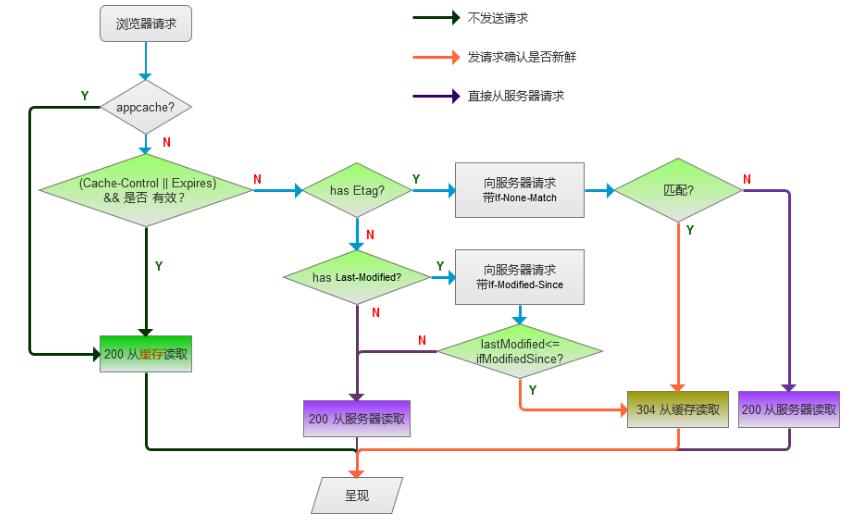 浏览器请求
不发送请求
发请求确认是否新鲜
直接从服务器请求
appcache?
Y
N
(Cache-Control || Expires)
&& 是否 有效?
N
Y
has Etag?
Y
N
向服务器请求
带If-None-Match
匹配?
N
Y
has Last-Modified?
Y
N
向服务器请求
带If-Modified-Since
lastModified<=
ifModifiedSince?
N
Y
200 从缓存读取
200 从服务器读取
304 从缓存读取
200 从服务器读取
呈现